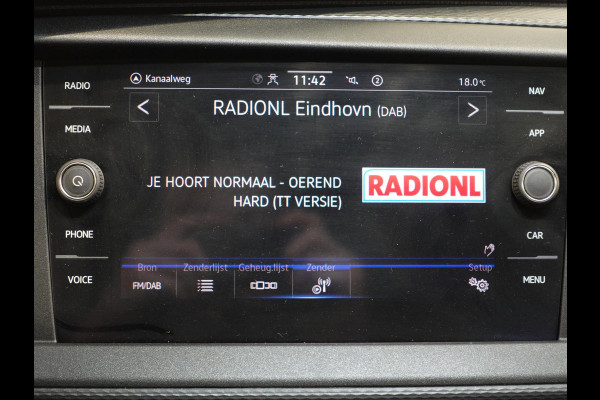 RADIO
MEDIA
PHONE
VOICE
Kanaalweg
11:42
2
18.0°C
< RADIONL Eindhovn (DAB) >
JE HOORT NORMAAL - OEREND
HARD (TT VERSIE)
RADIONL
Bron Zenderlijst Geheug.lijst Zender Setup
FM/DAB
NAV
APP
CAR
MENU